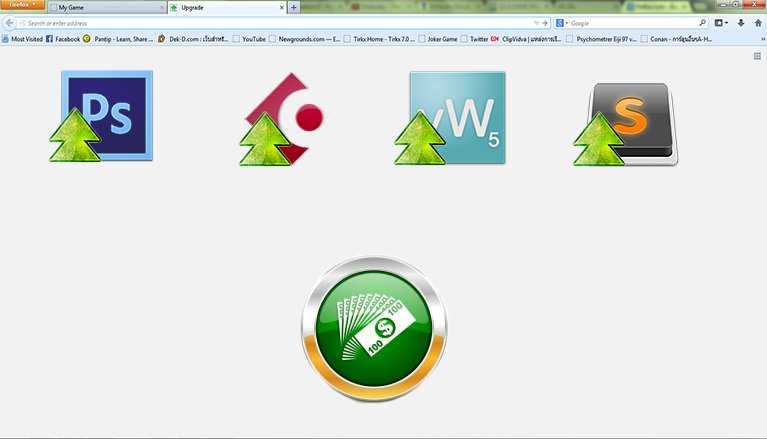 Firefox
My Game
Upgrade
Search or enter address
Google
Most Visited
Facebook
Pantip - Learn, Share ...
Dek-D.com : เว็บสำหรั...
YouTube
Newgrounds.com — E...
Tirkx Home - Tirkx 7.0 ...
Joker Game
Twitter
ClipVidva | แหล่งการเรี...
Psychometrer Eiji 97 v...
Conan - การ์ตูนอื่นๆA-H...
Ps
vW
5
S
100
$
100